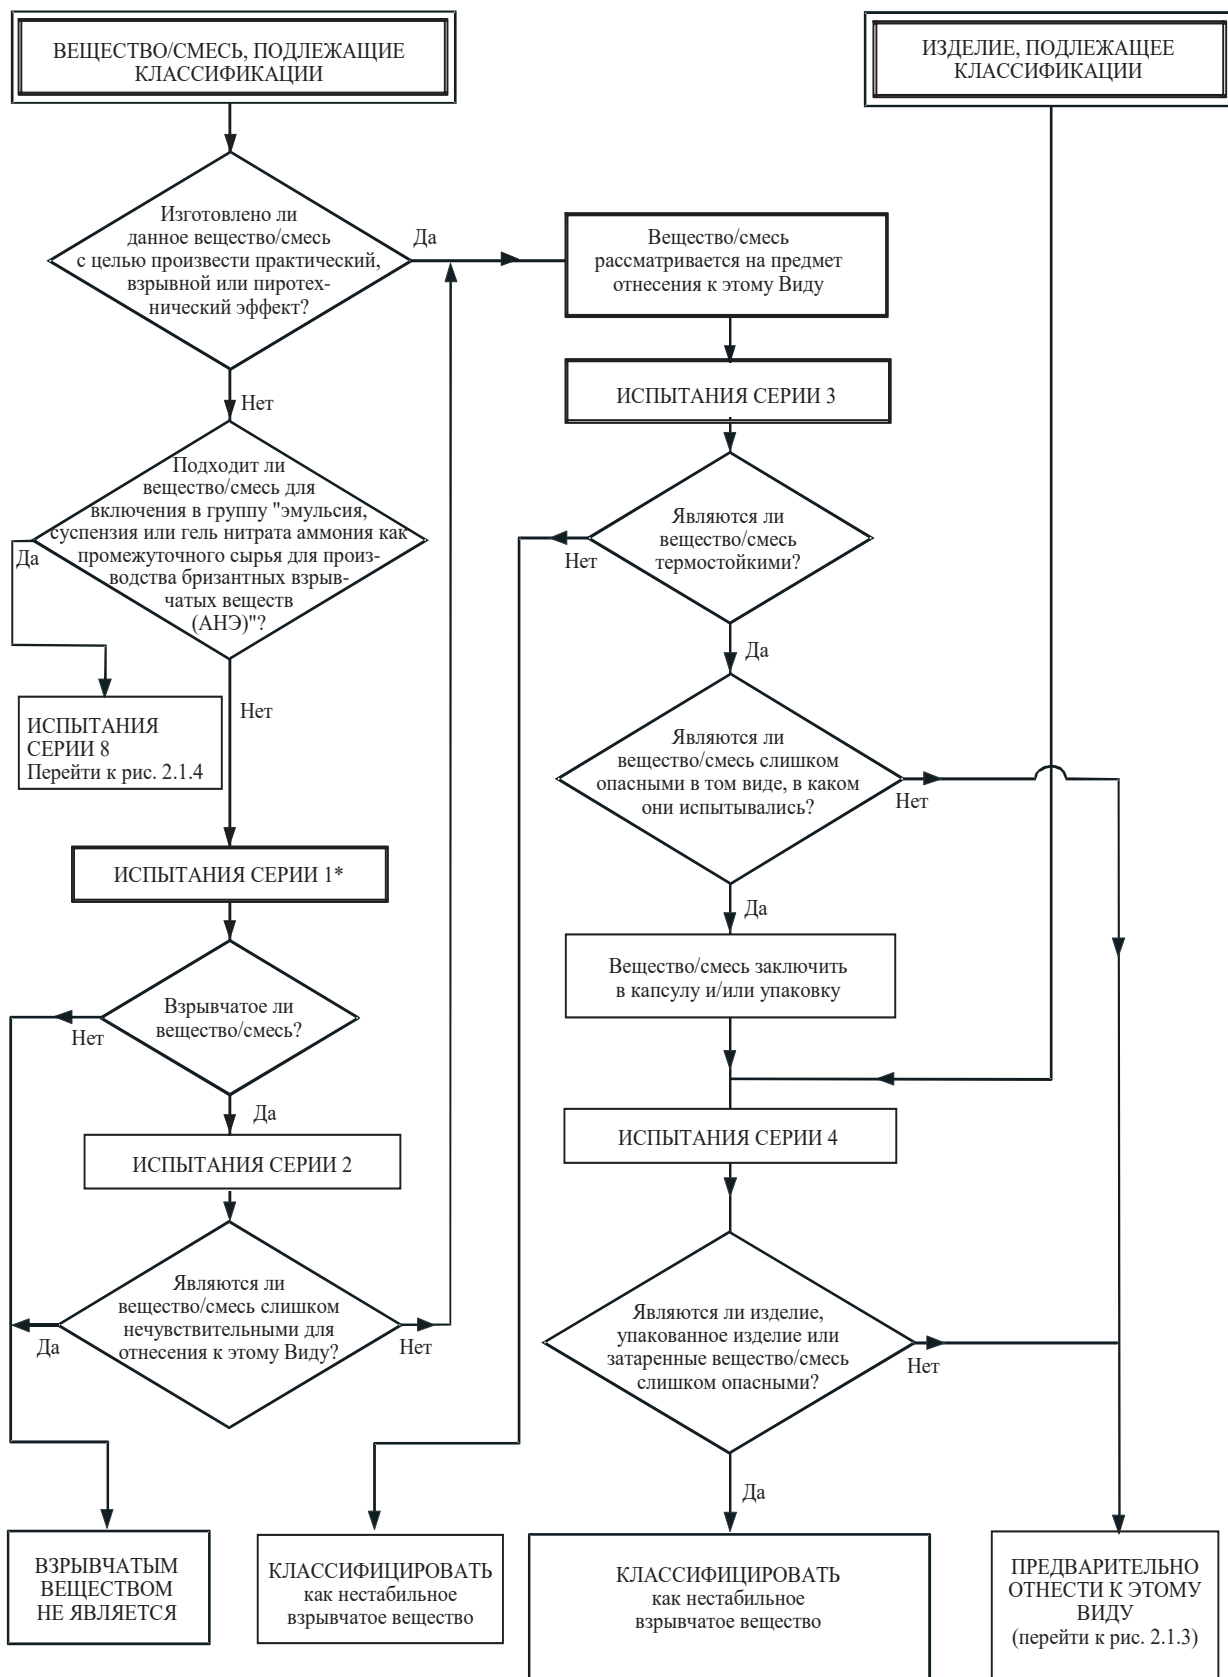 ВЕЩЕСТВО/СМЕСЬ, ПОДЛЕЖАЩИЕ
КЛАССИФИКАЦИИ
ИЗДЕЛИЕ, ПОДЛЕЖАЩЕЕ
КЛАССИФИКАЦИИ
Изготовлено ли
данное вещество/смесь
с целью произвести практический,
взрывной или пиротех-
нический эффект?
Да
Вещество/смесь
рассматривается на предмет
отнесения к этому Виду
Нет
ИСПЫТАНИЯ СЕРИИ 3
Подходит ли
вещество/смесь для
включения в группу "эмульсия,
суспензия или гель нитрата аммония как
промежуточного сырья для произ-
водства бризантных взрыв-
чатых веществ
(АНЭ)"?
Да
Являются ли
вещество/смесь
термостойкими?
Нет
Да
Нет
ИСПЫТАНИЯ
СЕРИИ 8
Перейти к рис. 2.1.4
Являются ли
вещество/смесь слишком
опасными в том виде, в каком
они испытывались?
Нет
ИСПЫТАНИЯ СЕРИИ 1*
Да
Вещество/смесь заключить
в капсулу и/или упаковку
Взрывчатое ли
вещество/смесь?
Нет
Да
ИСПЫТАНИЯ СЕРИИ 4
ИСПЫТАНИЯ СЕРИИ 2
Являются ли
вещество/смесь слишком
нечувствительными для
отнесения к этому Виду?
Да
Нет
Являются ли изделие,
упакованное изделие или
затаренные вещество/смесь
слишком опасными?
Нет
Да
ВЗРЫВЧАТЫМ
ВЕЩЕСТВОМ
НЕ ЯВЛЯЕТСЯ
КЛАССИФИЦИРОВАТЬ
как нестабильное
взрывчатое вещество
КЛАССИФИЦИРОВАТЬ
как нестабильное
взрывчатое вещество
ПРЕДВАРИТЕЛЬНО
ОТНЕСТИ К ЭТОМУ
ВИДУ
(перейти к рис. 2.1.3)